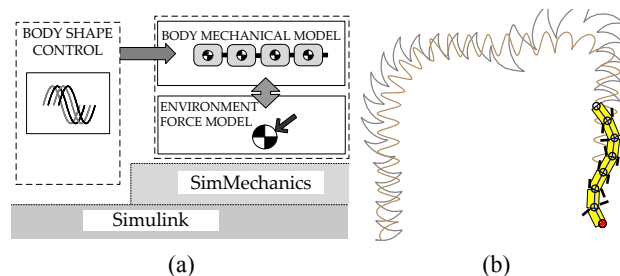 BODY SHAPE
CONTROL
BODY MECHANICAL MODEL
ENVIRONMENT
FORCE MODEL
SimMechanics
Simulink
(a)
(b)